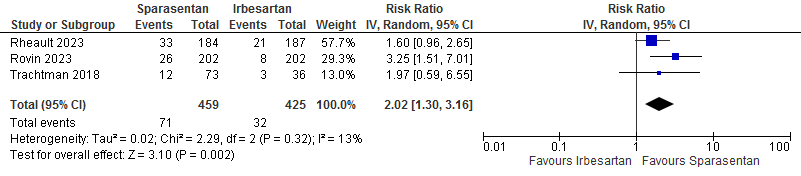 Sparasentan Irbesartan Risk Ratio Risk Ratio
Study or Subgroup Events Total Events Total Weight IV, Random, 95% CI IV, Random, 95% CI
Rheault 2023 33 184 21 187 57.7% 1.60 [0.96, 2.65]
Rovin 2023 26 202 8 202 29.3% 3.25 [1.51, 7.01]
Trachtman 2018 12 73 3 36 13.0% 1.97 [0.59, 6.55]
Total (95% CI) 459 425 100.0% 2.02 [1.30, 3.16]
Total events 71 32
Heterogeneity: Tau² = 0.02; Chi² = 2.29, df = 2 (P = 0.32); I² = 13%
Test for overall effect: Z = 3.10 (P = 0.002)
0.01 0.1 1 10 100
Favours Irbesartan Favours Sparasentan